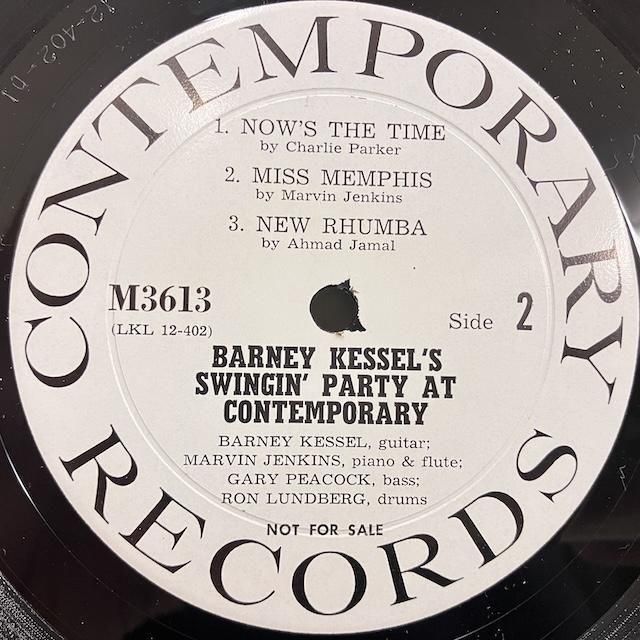 CONTEMPORARY
1. NOW'S THE TIME
by Charlie Parker
2. MISS MEMPHIS
by Marvin Jenkins
3. NEW RHUMBA
by Ahmad Jamal
M3613
(LKL 12-402)
Side 2
BARNEY KESSEL'S
SWINGIN' PARTY AT
CONTEMPORARY
BARNEY KESSEL, guitar;
MARVIN JENKINS, piano & flute;
GARY PEACOCK, bass;
RON LUNDBERG, drums
NOT FOR SALE
RECORDS